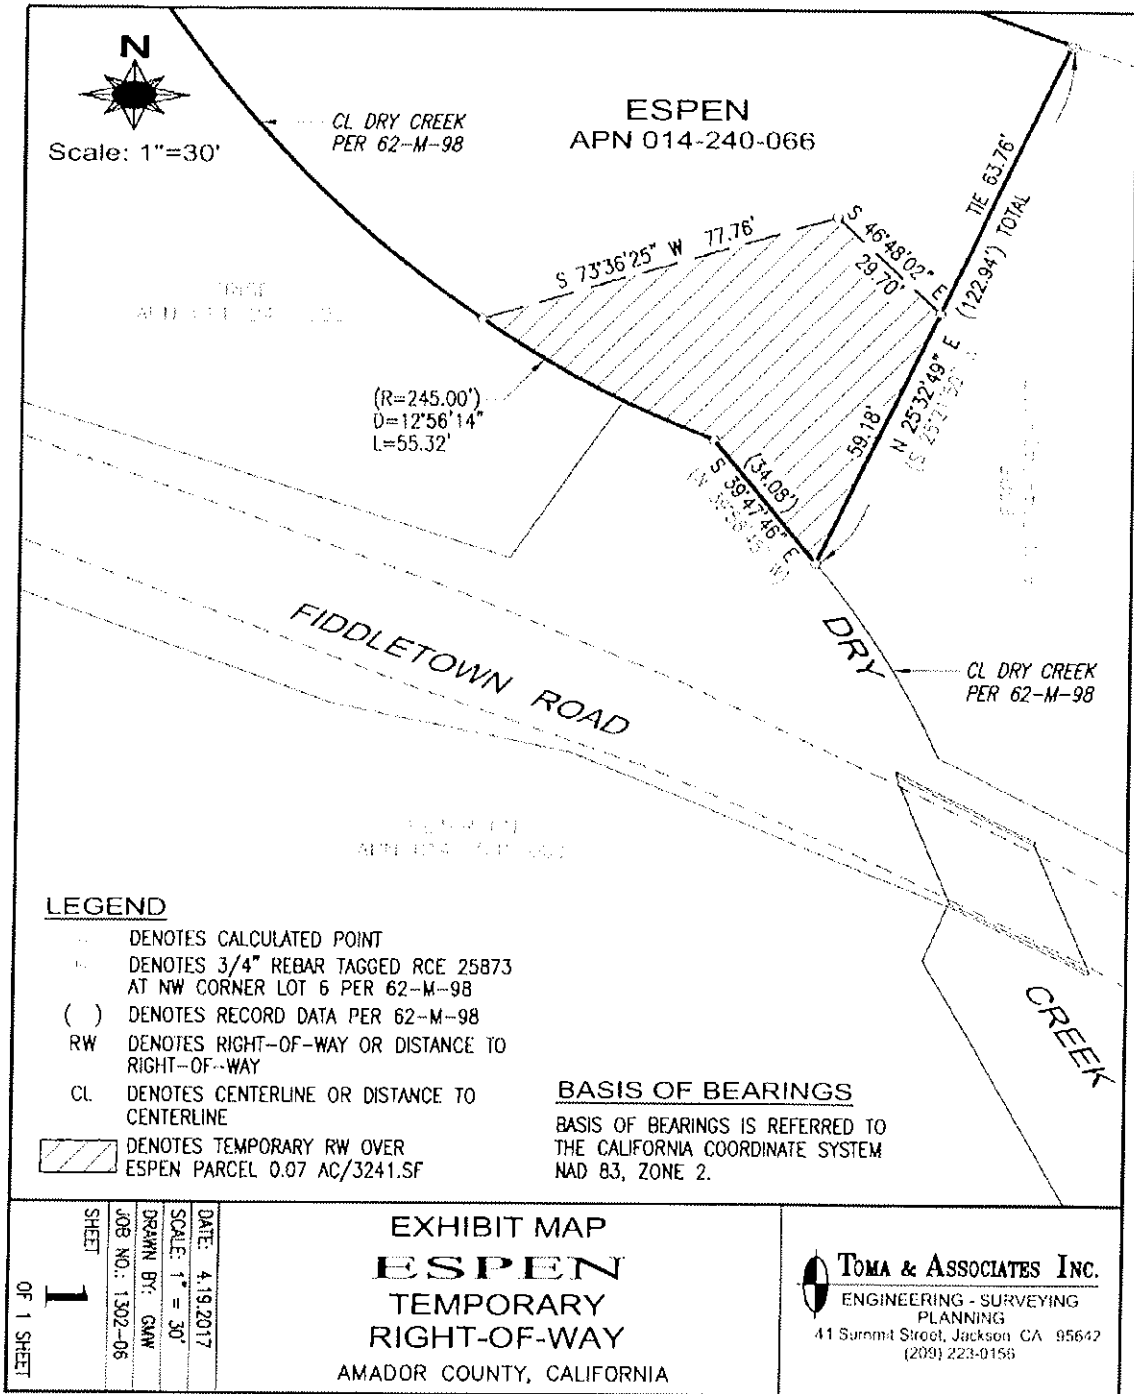 N
Scale: 1"=30'
CL DRY CREEK
PER 62-M-98
ESPEN
APN 014-240-066
TIE 63.76'
(122.94') TOTAL
S 73°36'25" W 77.76'
S 46°48'02" E
29.70'
N 25°32'49" E
59.18'
(R=245.00')
D=12°56'14"
L=55.32'
(34.08')
S 39°47'46" E
FIDDLETOWN ROAD
DRY
CL DRY CREEK
PER 62-M-98
CREEK
LEGEND
DENOTES CALCULATED POINT
DENOTES 3/4" REBAR TAGGED RCE 25873
AT NW CORNER LOT 6 PER 62-M-98
( ) DENOTES RECORD DATA PER 62-M-98
RW DENOTES RIGHT-OF-WAY OR DISTANCE TO
RIGHT-OF-WAY
CL DENOTES CENTERLINE OR DISTANCE TO
CENTERLINE
DENOTES TEMPORARY RW OVER
ESPEN PARCEL 0.07 AC/3241.SF
BASIS OF BEARINGS
BASIS OF BEARINGS IS REFERRED TO
THE CALIFORNIA COORDINATE SYSTEM
NAD 83, ZONE 2.
DATE: 4.19.2017
SCALE: 1" = 30'
DRAWN BY: GMW
JOB NO.: 1302-06
SHEET
1
OF 1 SHEET
EXHIBIT MAP
ESPEN
TEMPORARY
RIGHT-OF-WAY
AMADOR COUNTY, CALIFORNIA
TOMA & ASSOCIATES INC.
ENGINEERING - SURVEYING
PLANNING
41 Summit Street, Jackson CA 95642
(209) 223-0156